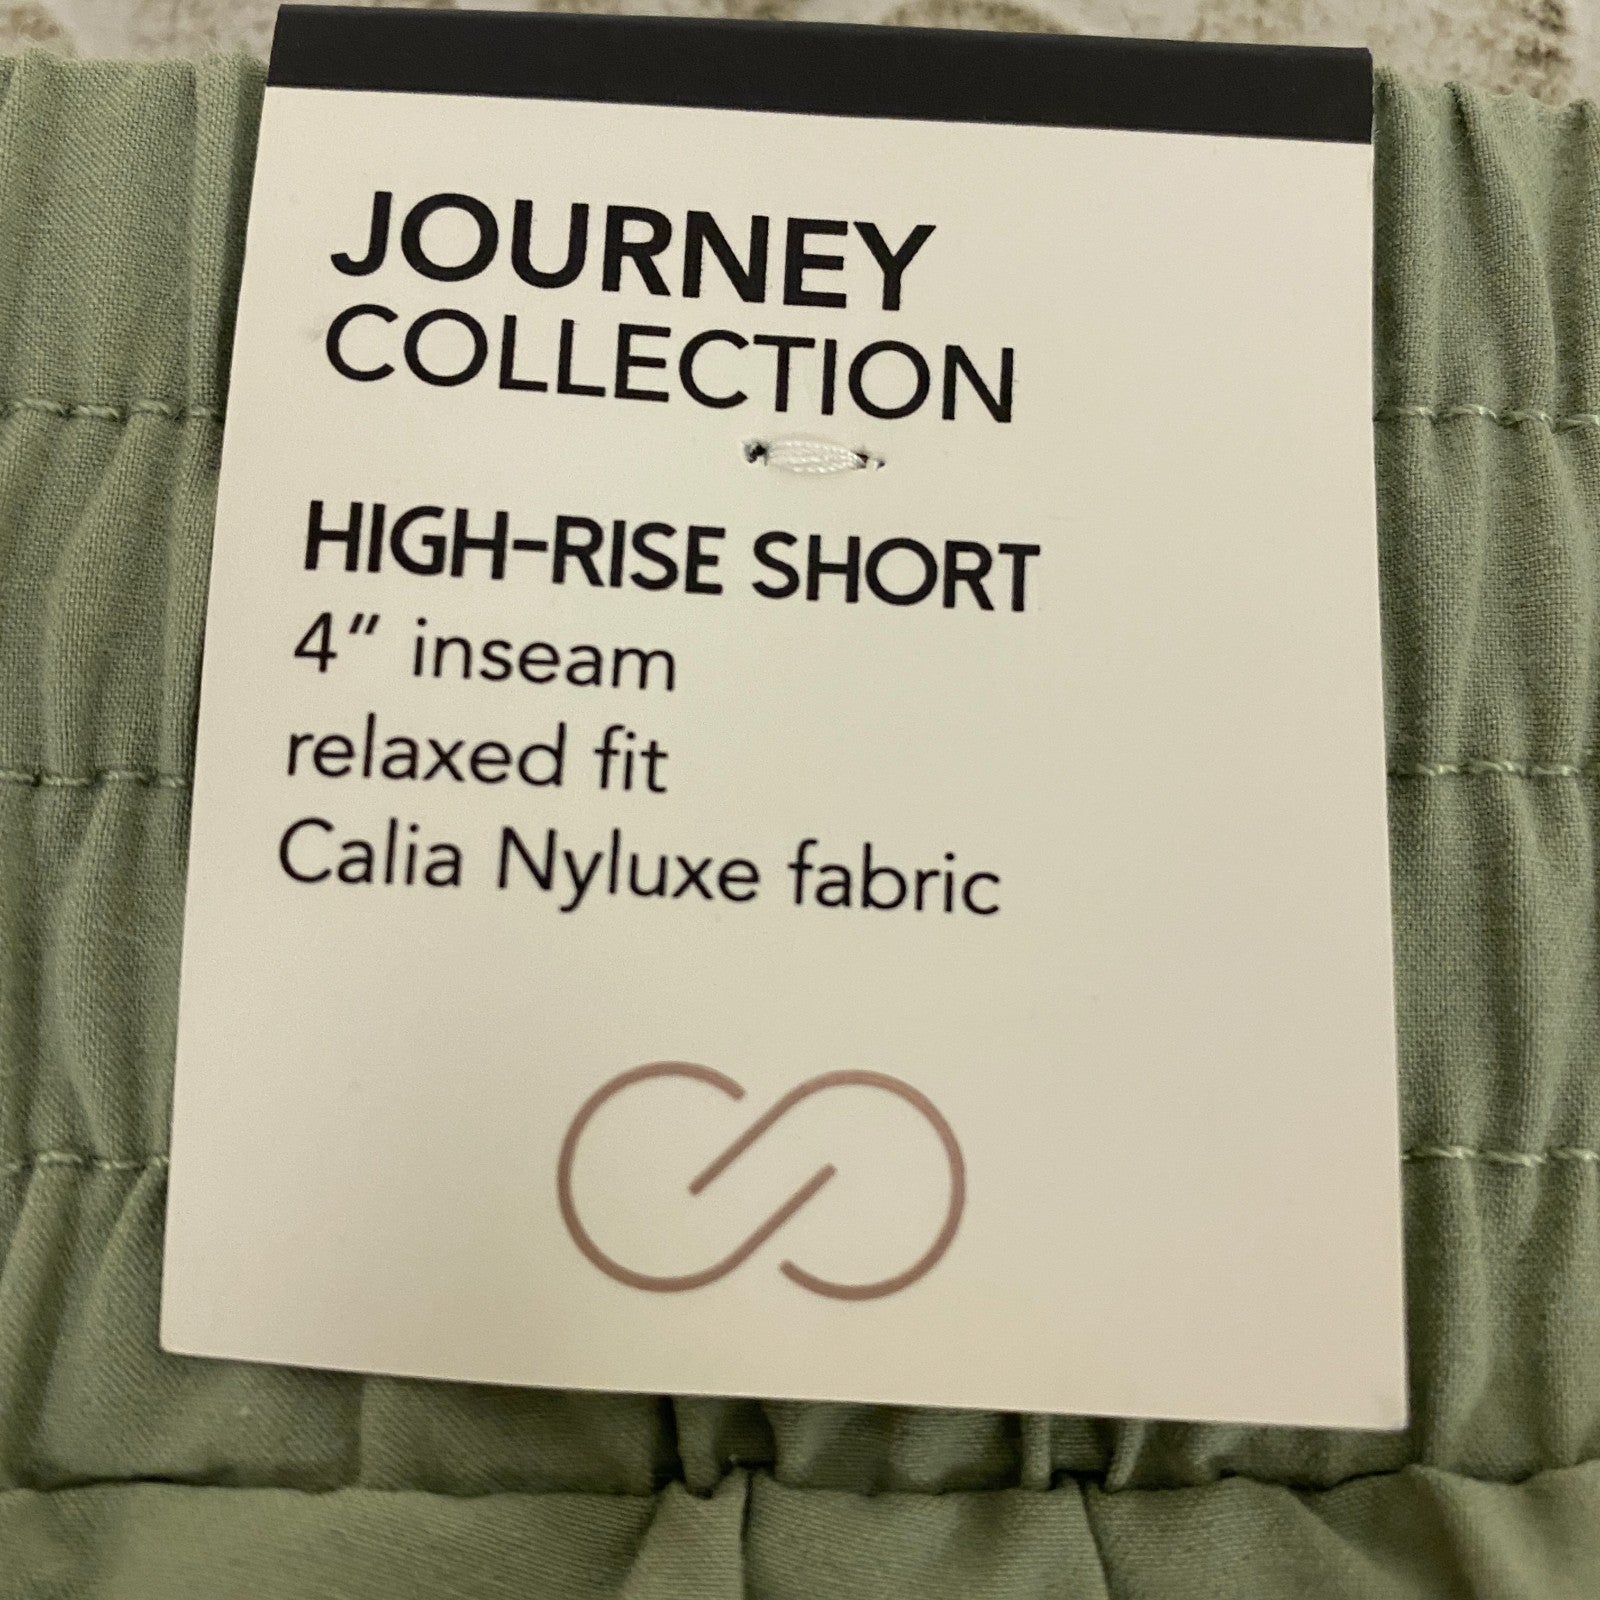 JOURNEY
COLLECTION
HIGH-RISE SHORT
4" inseam
relaxed fit
Calia Nyluxe fabric